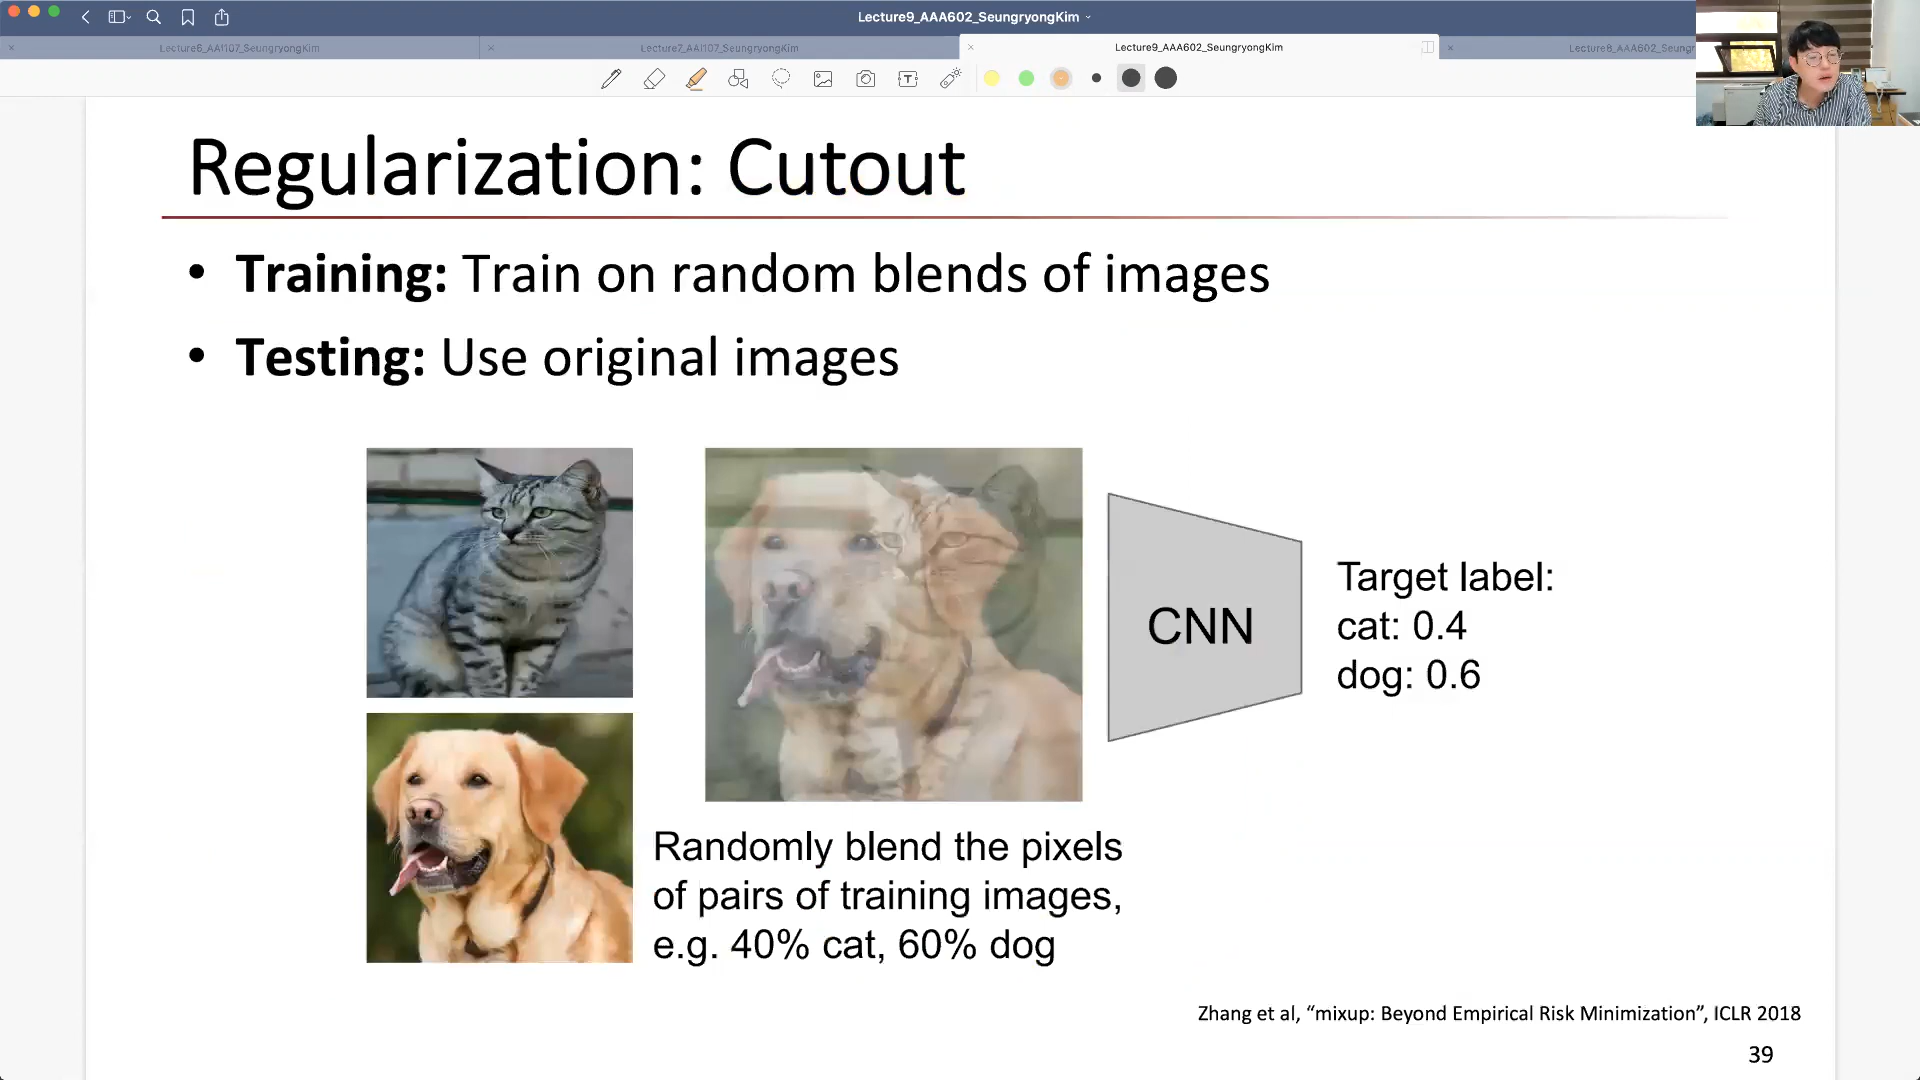 Lecture9_AAA602_SeungryongKim
Lecture6_AAI107_SeungryongKim
Lecture7_AAI107_SeungryongKim
Lecture9_AAA602_SeungryongKim
Lecture8_AAA602_Seungr
Regularization: Cutout
• Training: Train on random blends of images
• Testing: Use original images
CNN
Target label:
cat: 0.4
dog: 0.6
Randomly blend the pixels
of pairs of training images,
e.g. 40% cat, 60% dog
Zhang et al, “mixup: Beyond Empirical Risk Minimization”, ICLR 2018
39